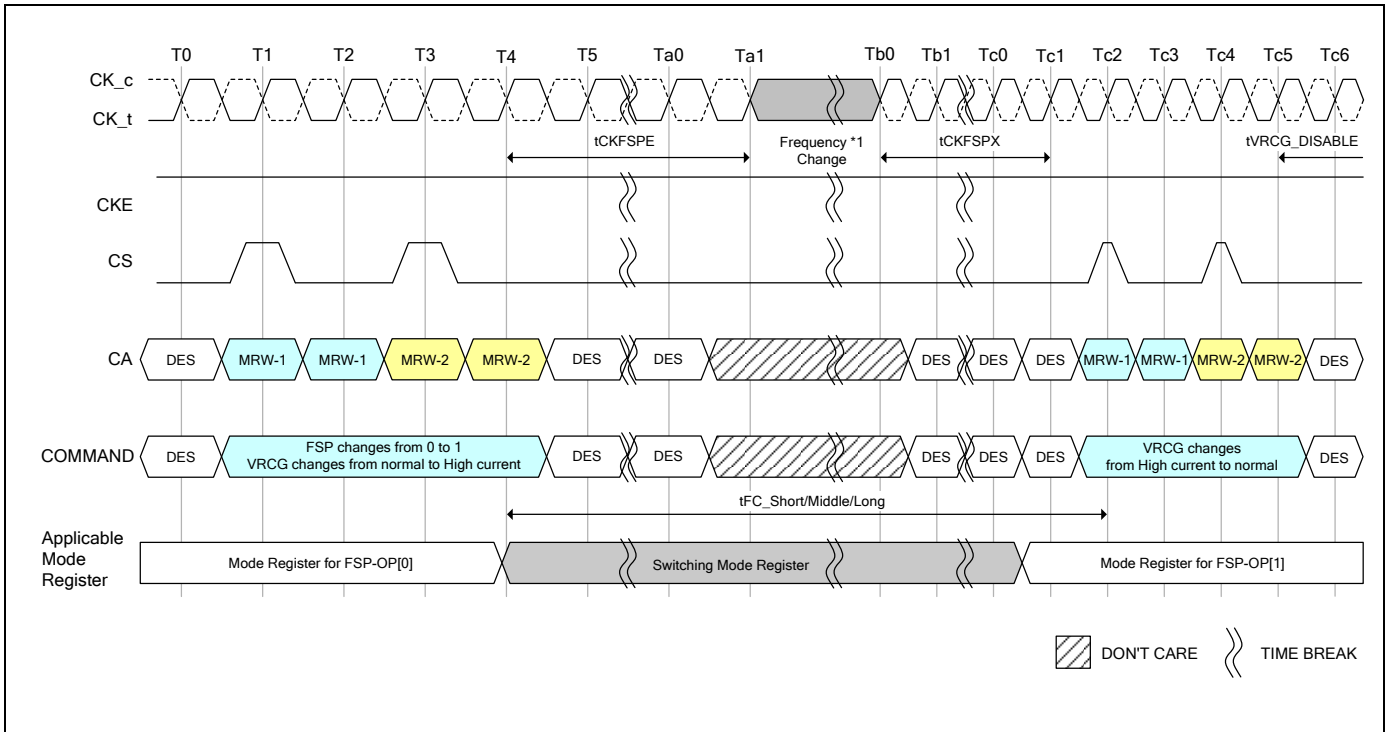 T0 T1 T2 T3 T4 T5 Ta0 Ta1 Tb0 Tb1 Tc0 Tc1 Tc2 Tc3 Tc4 Tc5 Tc6
CK_c
CK_t
tCKFSPE
Frequency *1
Change
tCKFSPX
tVRCG_DISABLE
CKE
CS
CA DES MRW-1 MRW-1 MRW-2 MRW-2 DES DES DES DES DES MRW-1 MRW-1 MRW-2 MRW-2 DES
COMMAND DES
FSP changes from 0 to 1
VRCG changes from normal to High current
DES DES DES DES DES
VRCG changes
from High current to normal
DES
tFC_Short/Middle/Long
Applicable
Mode
Register
Mode Register for FSP-OP[0] Switching Mode Register Mode Register for FSP-OP[1]
DON'T CARE TIME BREAK